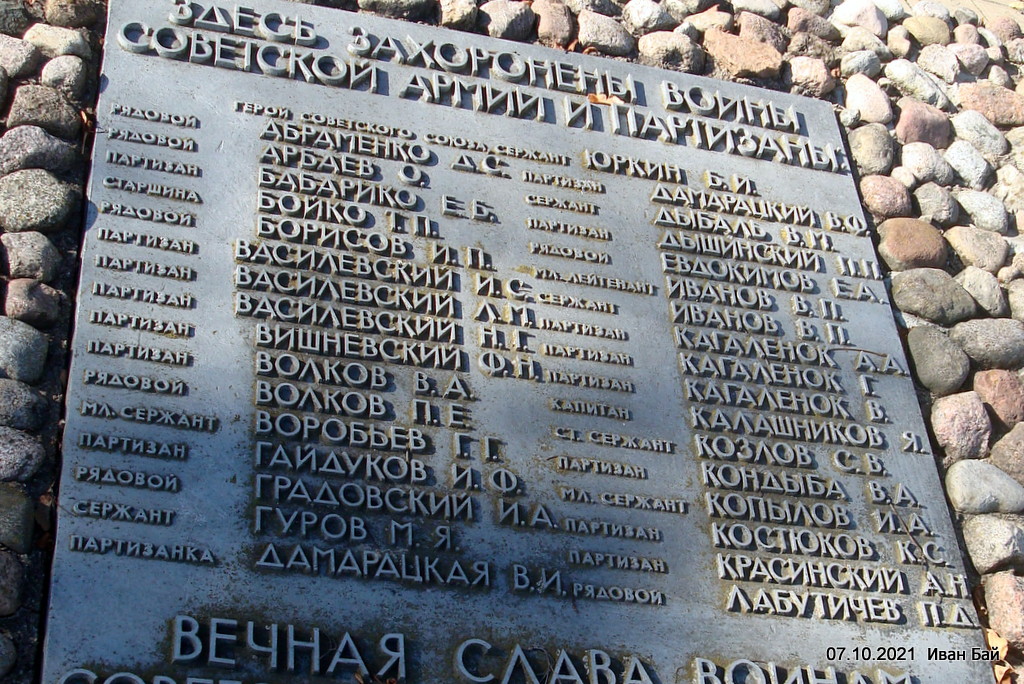 ЗДЕСЬ ЗАХОРОНЕНЫ ВОИНЫ
СОВЕТСКОЙ АРМИИ И ПАРТИЗАНЫ:
ГЕРОЙ СОВЕТСКОГО СОЮЗА, СЕРЖАНТ ЮРКИН Б.И.
РЯДОВОЙ АБРАМЕНКО Д.С.
РЯДОВОЙ АРБАЕВ О.
ПАРТИЗАН БАБАРИКО Е.Б.
СТАРШИНА БОЙКО Т.П.
РЯДОВОЙ БОРИСОВ И.П.
ПАРТИЗАН ВАСИЛЕВСКИЙ И.С.
ПАРТИЗАН ВАСИЛЕВСКИЙ Л.М.
ПАРТИЗАН ВАСИЛЕВСКИЙ Н.Г.
ПАРТИЗАН ВИШНЕВСКИЙ Ф.Н.
ПАРТИЗАН ВОЛКОВ В.А.
РЯДОВОЙ ВОЛКОВ П.Е.
МЛ. СЕРЖАНТ ВОРОБЬЕВ Г.Г.
ПАРТИЗАН ГАЙДУКОВ И.Ф.
РЯДОВОЙ ГРАДОВСКИЙ И.А.
СЕРЖАНТ ГУРОВ М.Я.
ПАРТИЗАНКА ДАМАРАЦКАЯ В.И.
ПАРТИЗАН ДАМАРАЦКИЙ В.О.
СЕРЖАНТ ДЫБАЛЬ В.И.
ПАРТИЗАН ДЫШИНСКИЙ П.П.
РЯДОВОЙ ЕВДОКИМОВ Е.А.
МЛ. ЛЕЙТЕНАНТ ИВАНОВ В.П.
СЕРЖАНТ ИВАНОВ В.П.
ПАРТИЗАН КАГАЛЕНОК А.А.
ПАРТИЗАН КАГАЛЕНОК Г.
ПАРТИЗАН КАГАЛЕНОК В.
КАПИТАН КАЛАШНИКОВ Я.
СТ. СЕРЖАНТ КОЗЛОВ С.В.
ПАРТИЗАН КОНДЫБА В.А.
МЛ. СЕРЖАНТ КОПЫЛОВ И.А.
ПАРТИЗАН КОСТЮКОВ К.С.
ПАРТИЗАН КРАСИНСКИЙ А.Н.
РЯДОВОЙ ЛАБУТИЧЕВ П.Д.
ВЕЧНАЯ СЛАВА ВОИНАМ
07.10.2021 Иван Бай